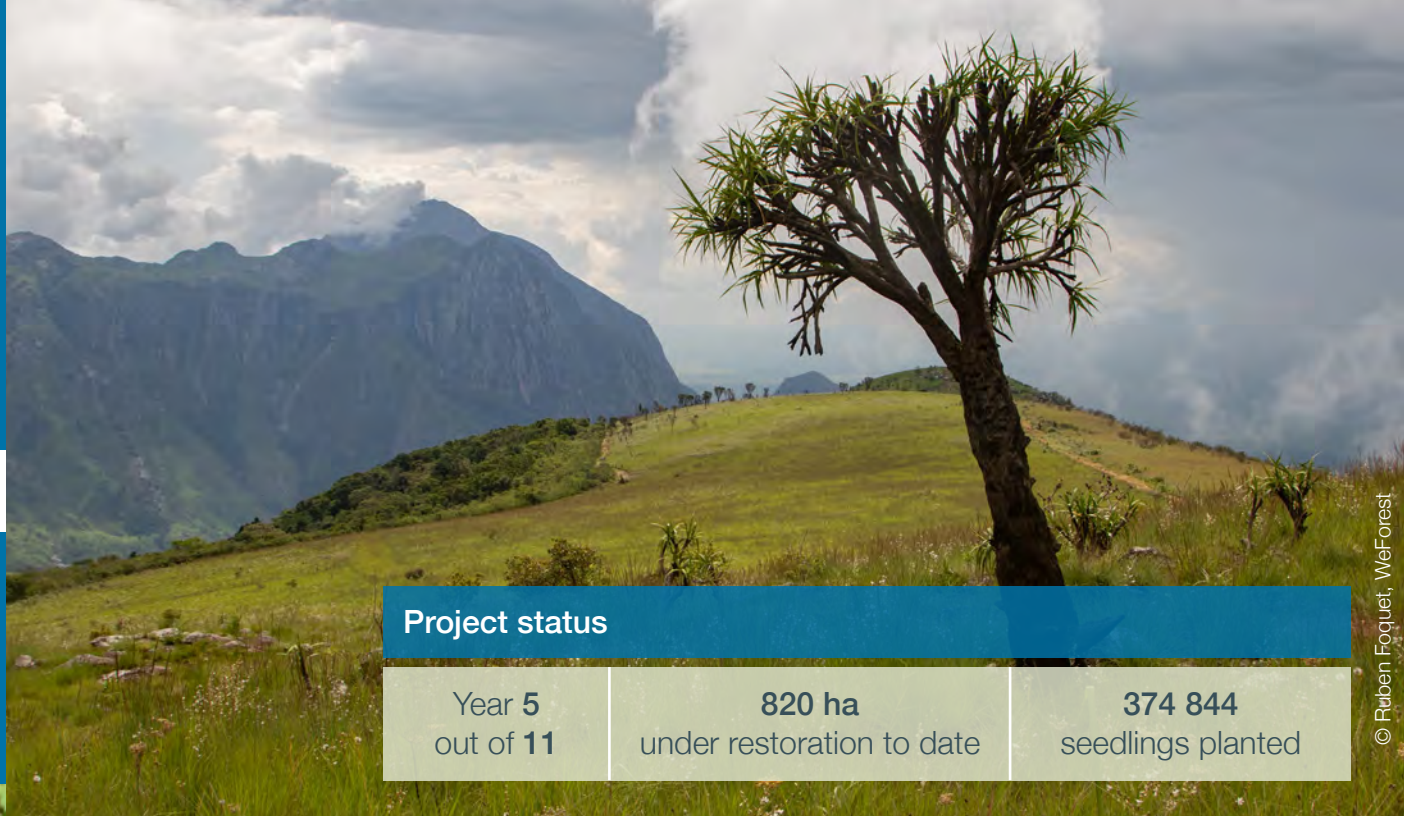 Project status
Year 5
out of 11
820 ha
under restoration to date
374 844
seedlings planted
© Ruben Foquet, WeForest